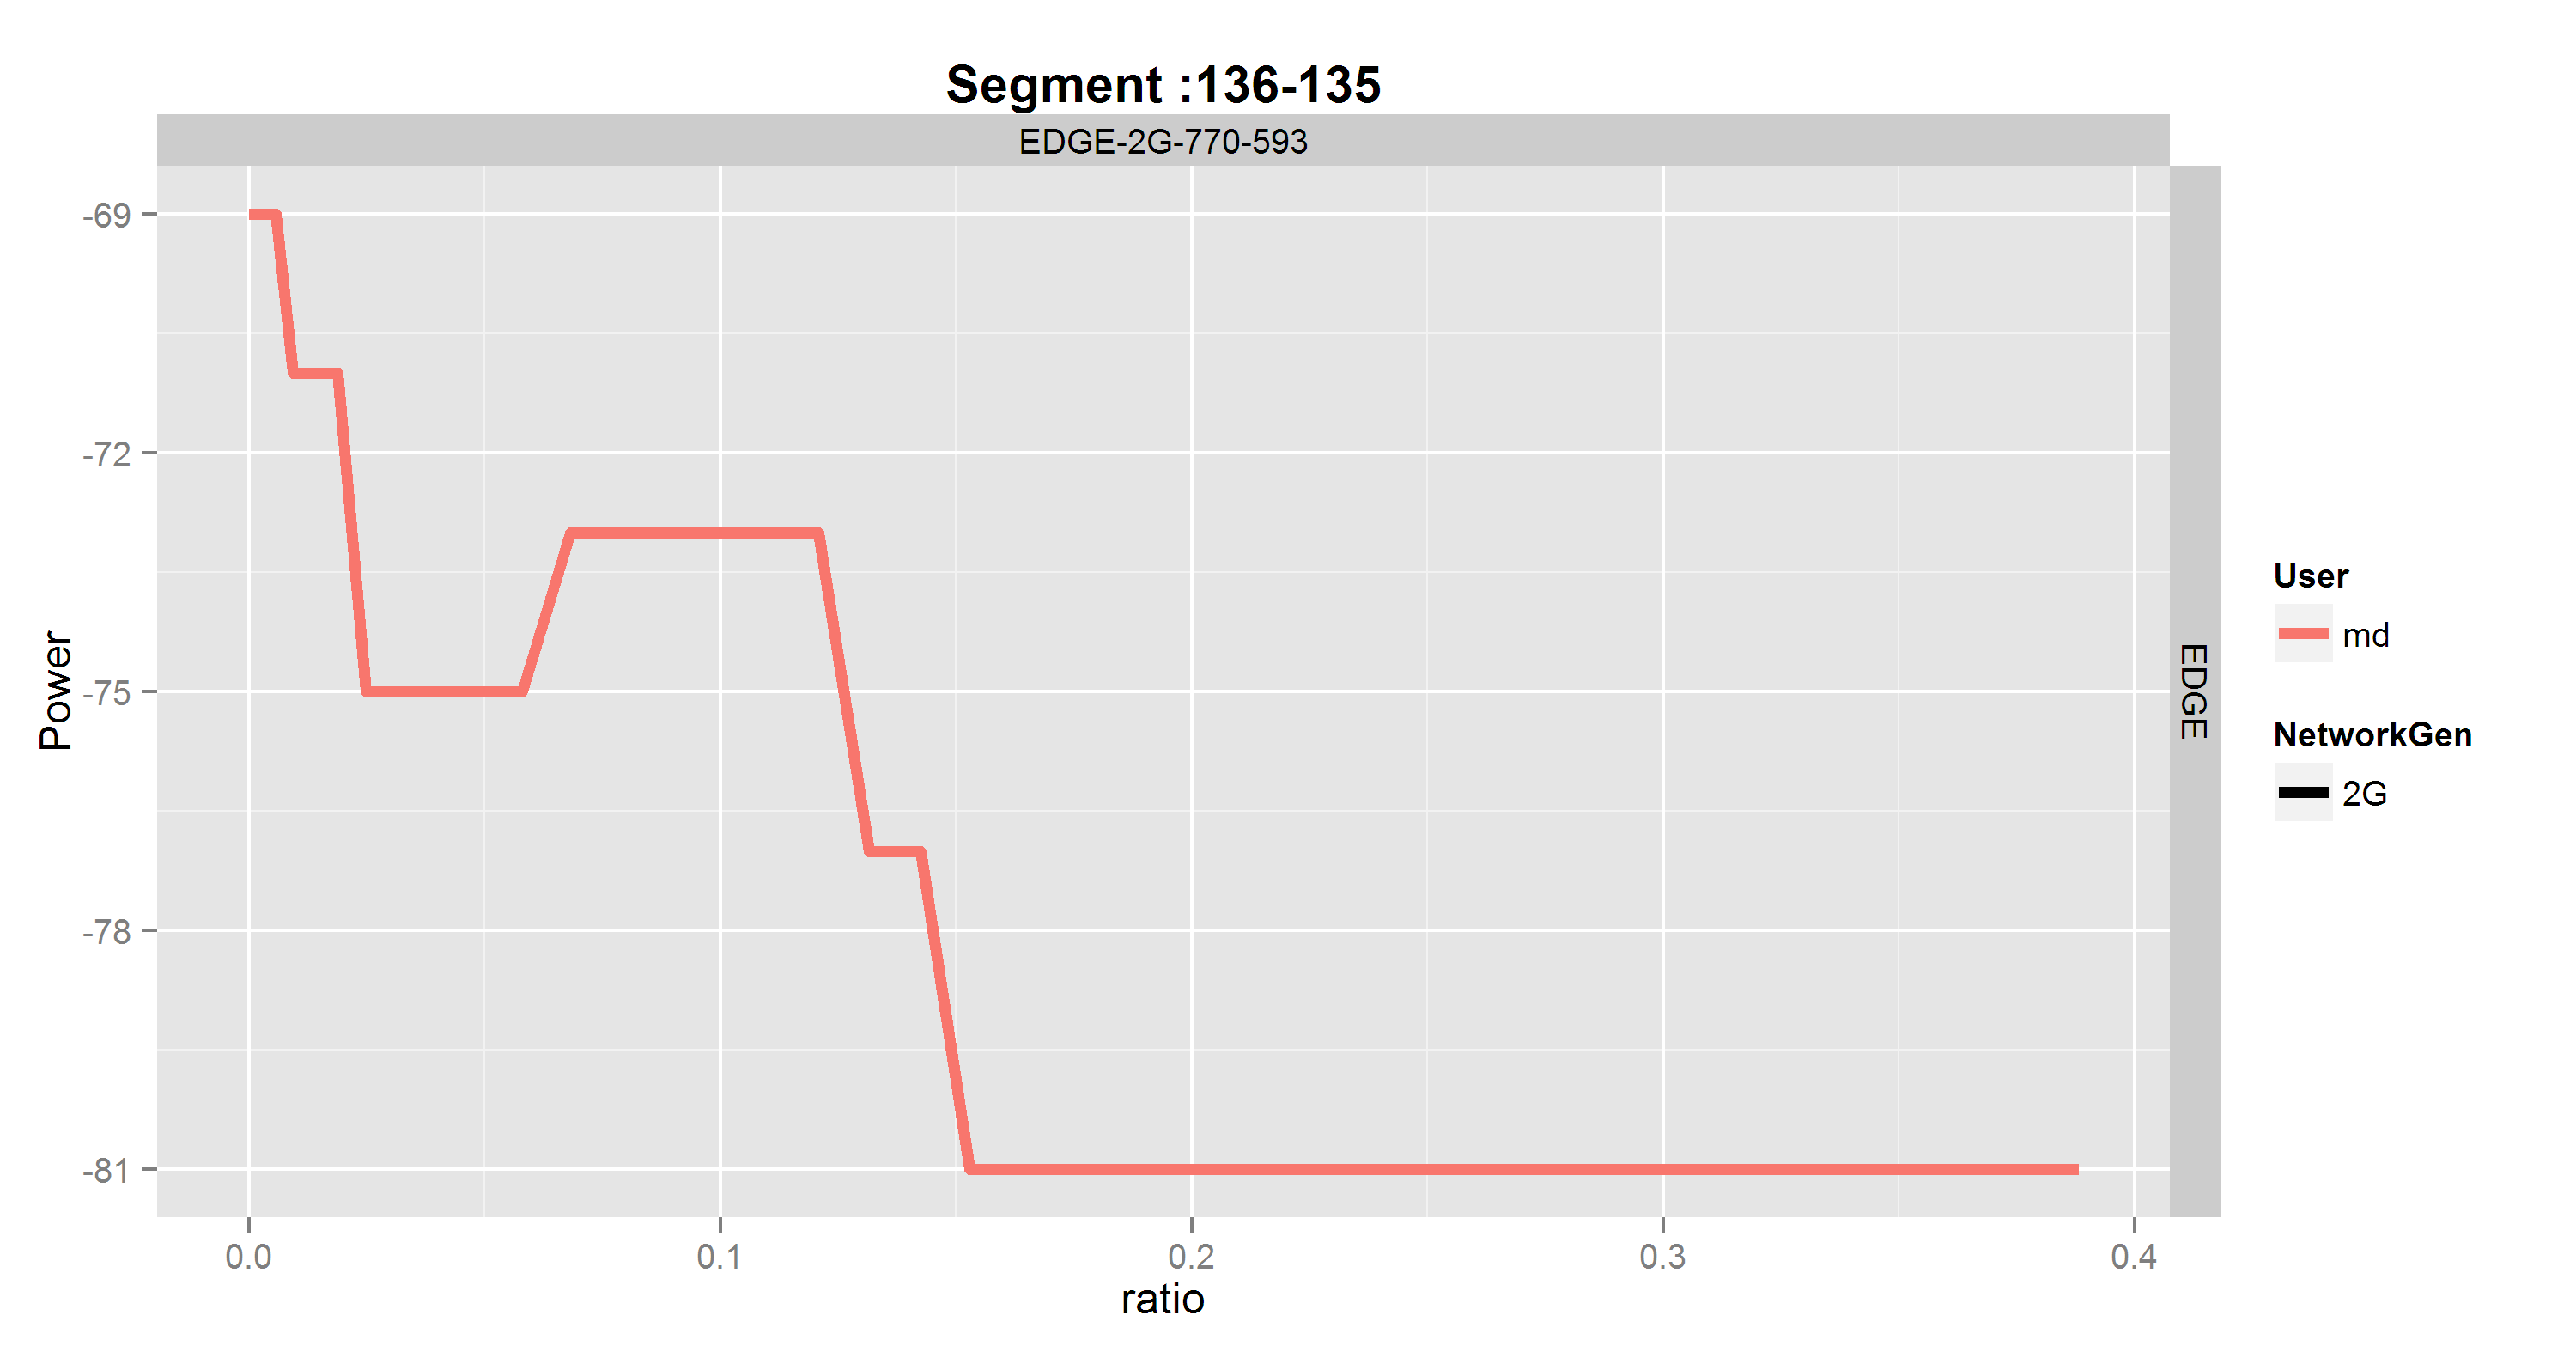 Segment :136-135
EDGE-2G-770-593
-69
-72
-75
-78
-81
Power
0.0
0.1
0.2
0.3
0.4
ratio
EDGE
User
md
NetworkGen
2G